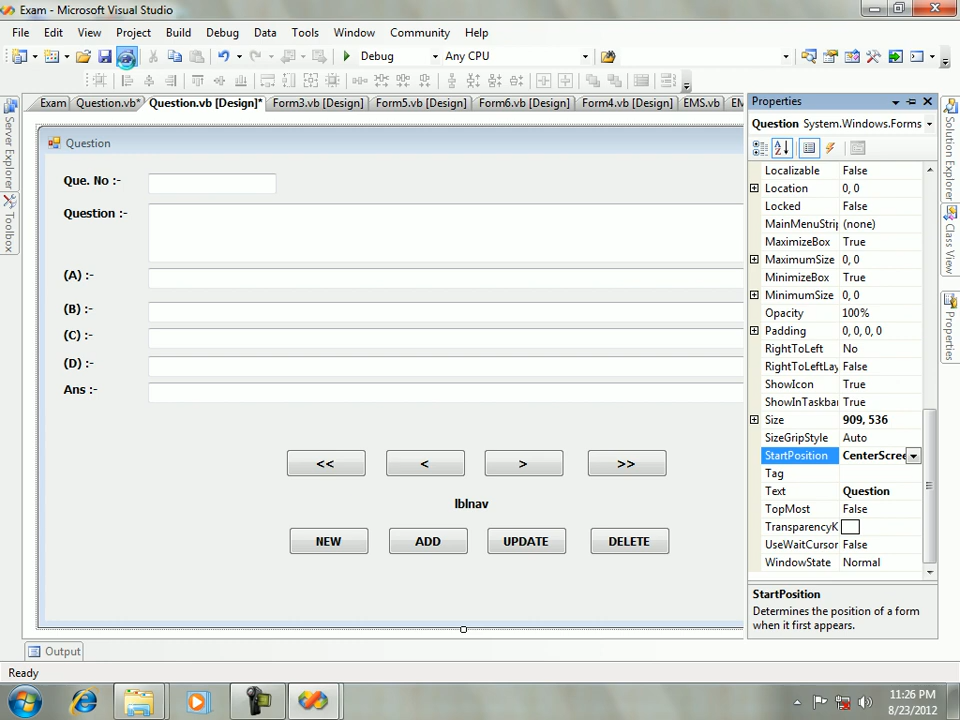 Exam - Microsoft Visual Studio
File Edit View Project Build Debug Data Tools Window Community Help
Debug Any CPU
Exam Question.vb* Question.vb [Design]* Form3.vb [Design] Form5.vb [Design] Form6.vb [Design] Form4.vb [Design] EMS.vb EM
Server Explorer
Toolbox
Question
Que. No :-
Question :-
(A) :-
(B) :-
(C) :-
(D) :-
Ans :-
<< < > >>
lblnav
NEW ADD UPDATE DELETE
Properties
Question System.Windows.Forms
Localizable False
Location 0, 0
Locked False
MainMenuStrip (none)
MaximizeBox True
MaximumSize 0, 0
MinimizeBox True
MinimumSize 0, 0
Opacity 100%
Padding 0, 0, 0, 0
RightToLeft No
RightToLeftLay False
ShowIcon True
ShowInTaskbar True
Size 909, 536
SizeGripStyle Auto
StartPosition CenterScree
Tag
Text Question
TopMost False
TransparencyK
UseWaitCursor False
WindowState Normal
StartPosition
Determines the position of a form
when it first appears.
Solution Explorer
Class View
Properties
Output
Ready
11:26 PM
8/23/2012